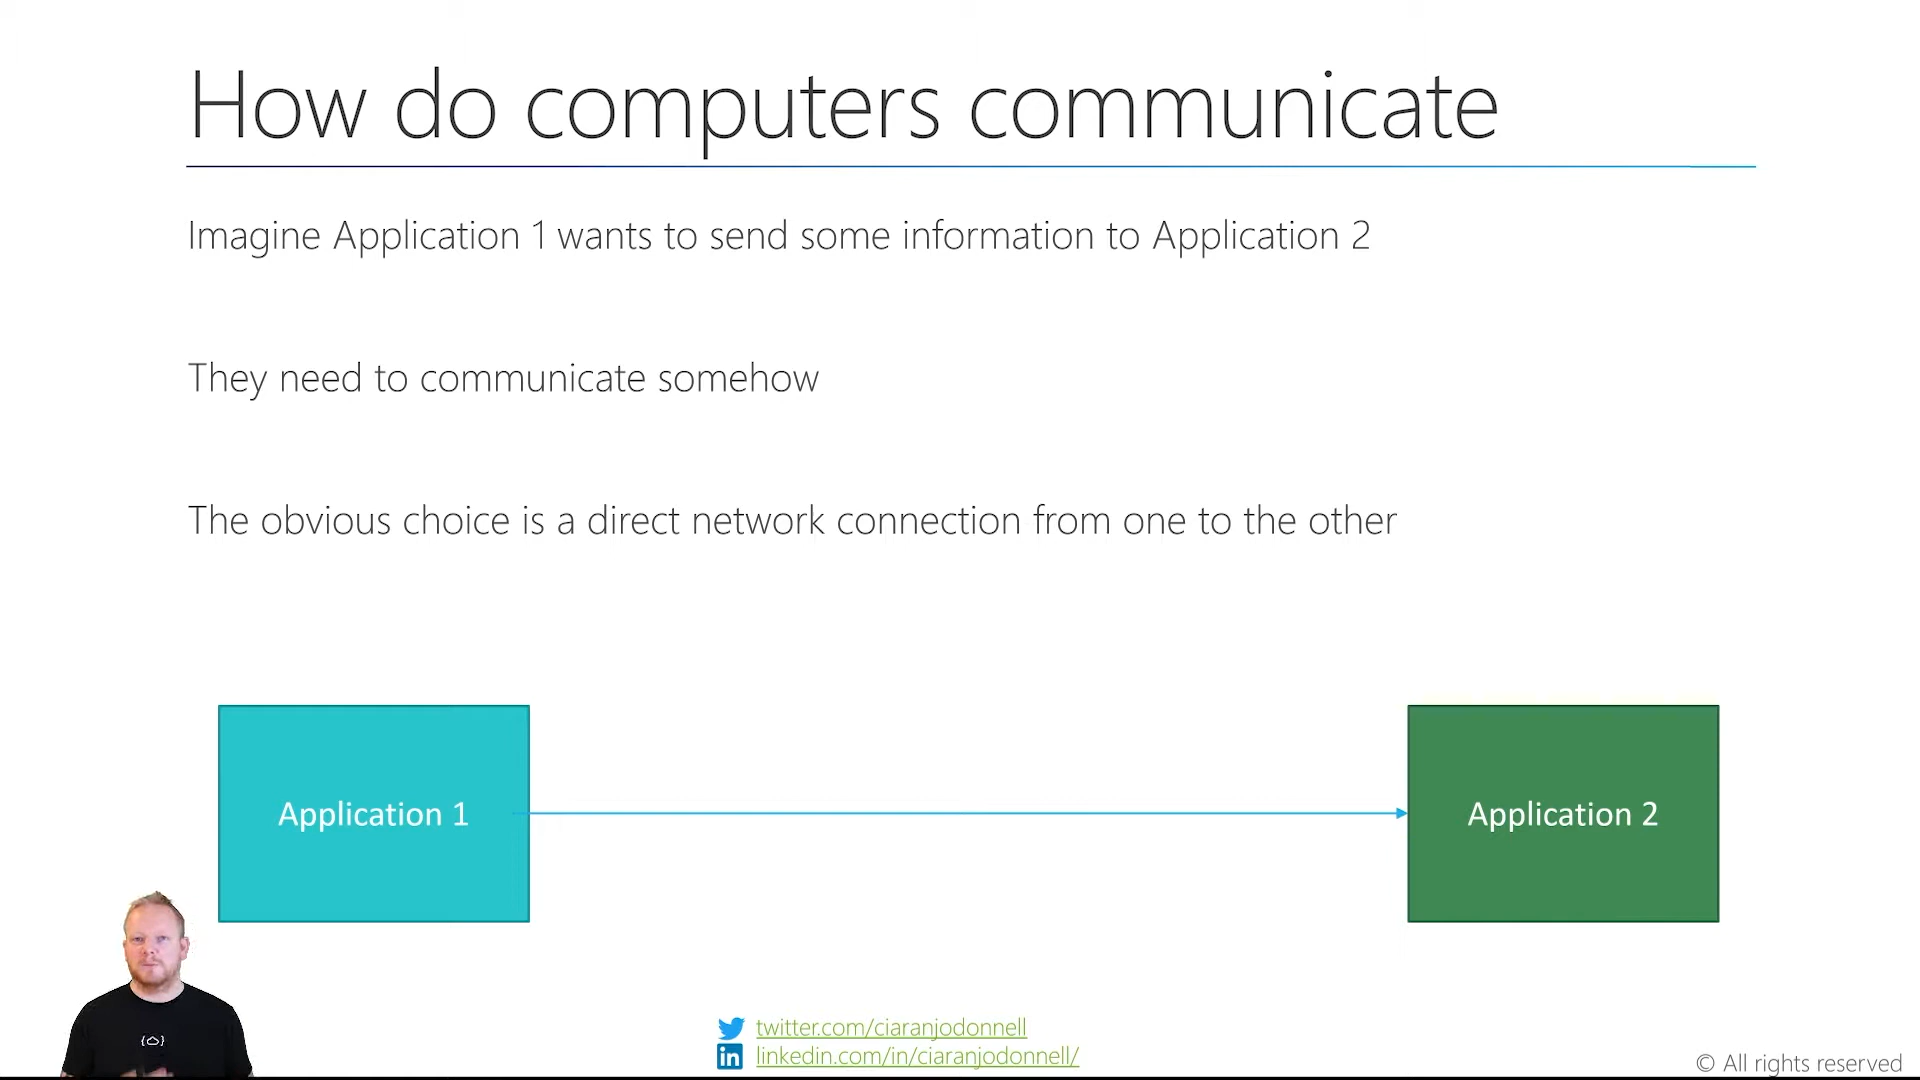 How do computers communicate
Imagine Application 1 wants to send some information to Application 2
They need to communicate somehow
The obvious choice is a direct network connection from one to the other
Application 1
Application 2
{ }
twitter.com/ciaranjodonnell
in linkedin.com/in/ciaranjodonnell/
© All rights reserved